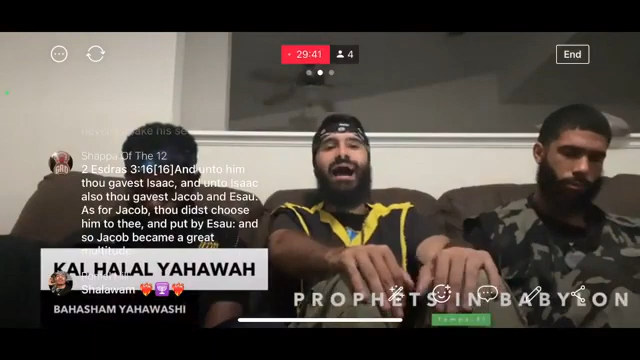 29:41
4
End
Shappa Of The 12
2 Esdras 3:16[16]And unto him
thou gavest Isaac, and unto Isaac
also thou gavest Jacob and Esau.
As for Jacob, thou didst choose
him to thee, and put by Esau: and
so Jacob became a great
multitude.
KAL HALAL YAHAWAH
Shalawam
PROPHETS IN BABYLON
BAHASHAM YAHAWASHI